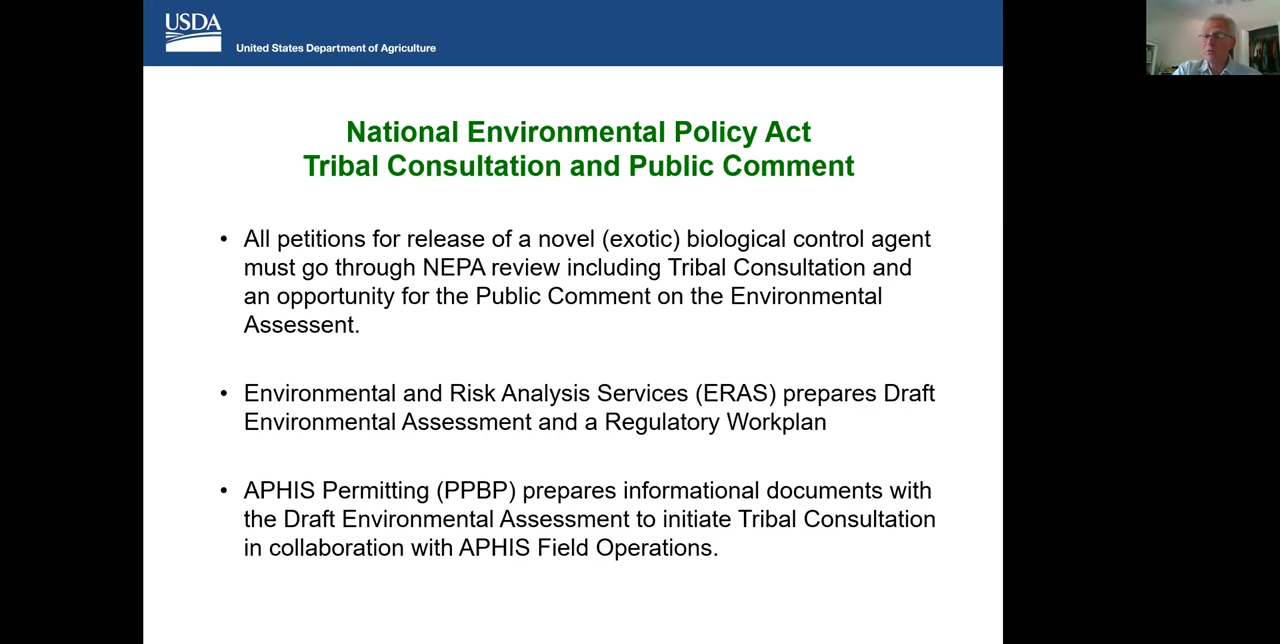 USDA
United States Department of Agriculture
National Environmental Policy Act
Tribal Consultation and Public Comment
• All petitions for release of a novel (exotic) biological control agent
must go through NEPA review including Tribal Consultation and
an opportunity for the Public Comment on the Environmental
Assessent.
• Environmental and Risk Analysis Services (ERAS) prepares Draft
Environmental Assessment and a Regulatory Workplan
• APHIS Permitting (PPBP) prepares informational documents with
the Draft Environmental Assessment to initiate Tribal Consultation
in collaboration with APHIS Field Operations.